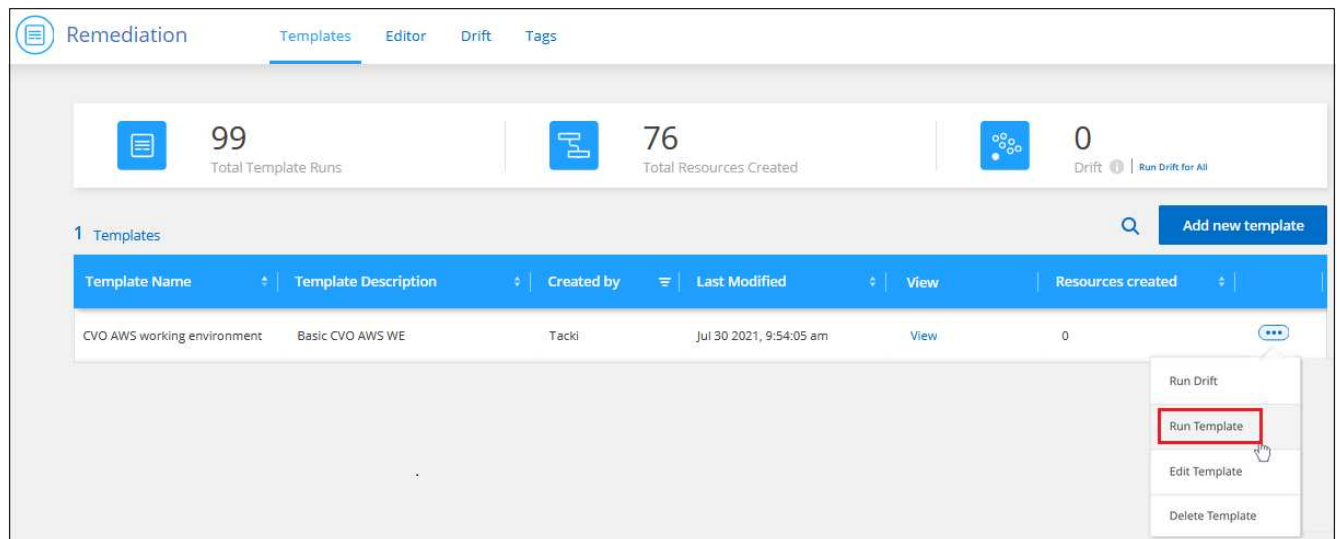 Remediation Templates Editor Drift Tags
99 76 0
Total Template Runs Total Resources Created Drift Run Drift for All
1 Templates Add new template
Template Name Template Description Created by Last Modified View Resources created
CVO AWS working environment Basic CVO AWS WE Tacki Jul 30 2021, 9:54:05 am View 0
Run Drift
Run Template
Edit Template
Delete Template